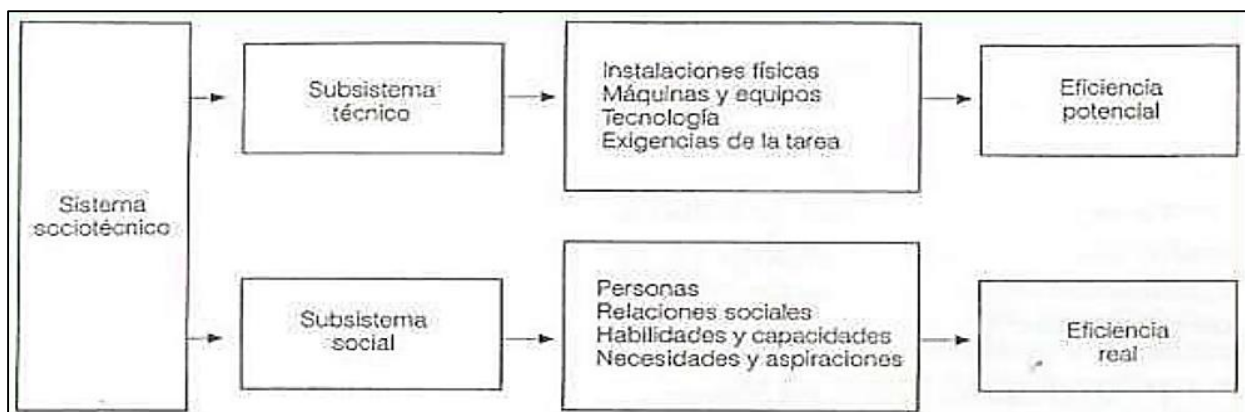 Sistema
sociotécnico
Subsistema
técnico
Instalaciones físicas
Máquinas y equipos
Tecnología
Exigencias de la tarea
Eficiencia
potencial
Subsistema
social
Personas
Relaciones sociales
Habilidades y capacidades
Necesidades y aspiraciones
Eficiencia
real